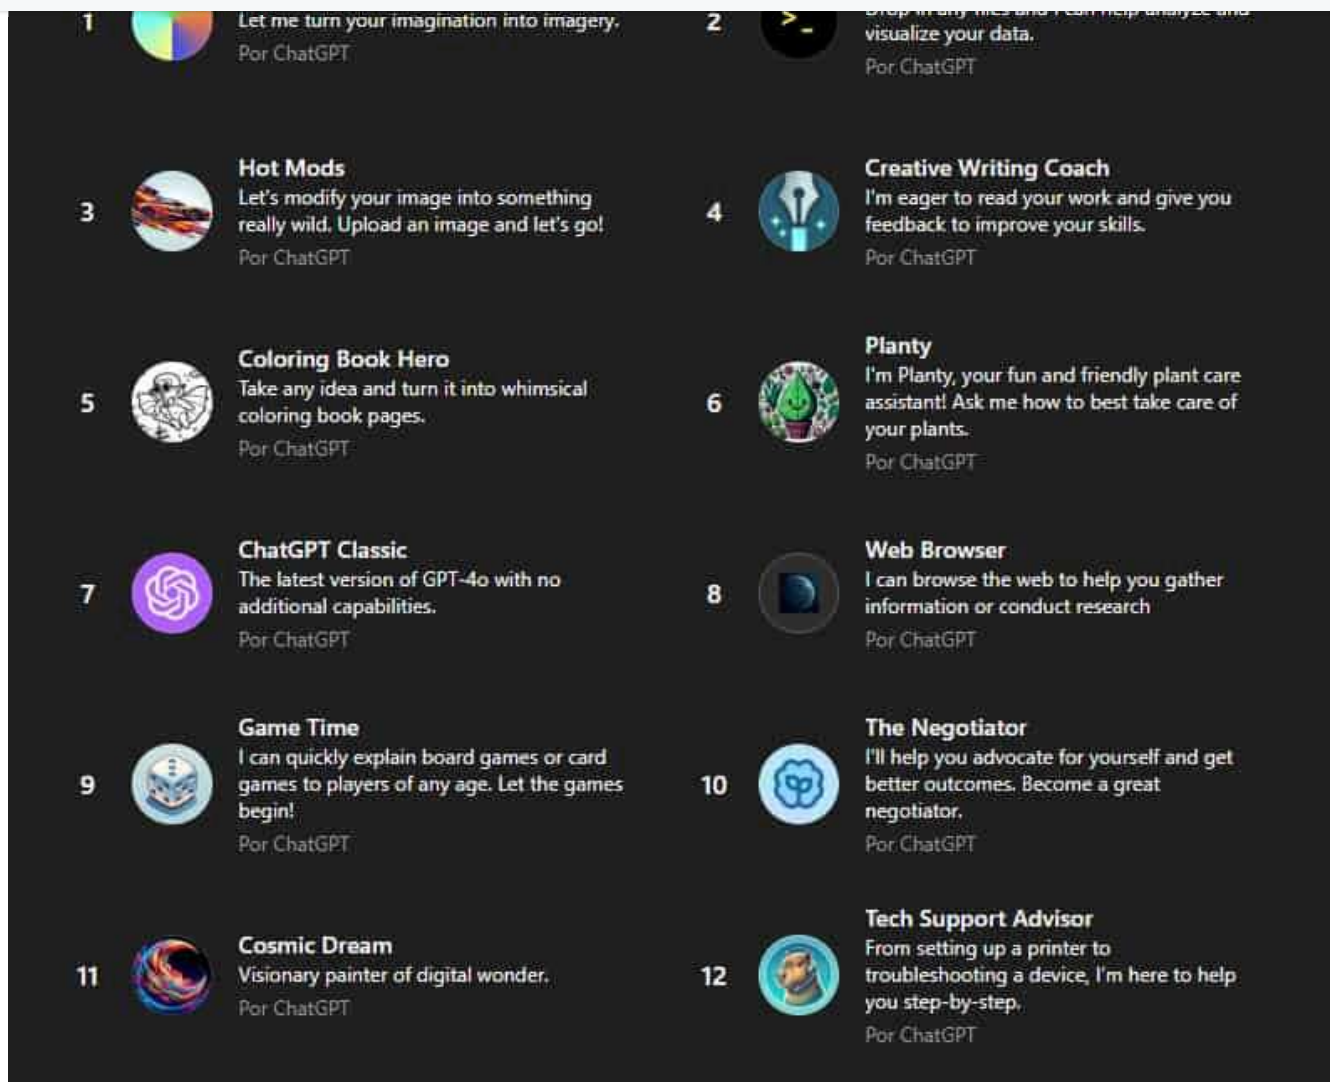 1
Let me turn your imagination into imagery.
Por ChatGPT
2
Drop in any files and I can help analyze and
visualize your data.
Por ChatGPT
3
Hot Mods
Let's modify your image into something
really wild. Upload an image and let's go!
Por ChatGPT
4
Creative Writing Coach
I'm eager to read your work and give you
feedback to improve your skills.
Por ChatGPT
5
Coloring Book Hero
Take any idea and turn it into whimsical
coloring book pages.
Por ChatGPT
6
Planty
I'm Planty, your fun and friendly plant care
assistant! Ask me how to best take care of
your plants.
Por ChatGPT
7
ChatGPT Classic
The latest version of GPT-4o with no
additional capabilities.
Por ChatGPT
8
Web Browser
I can browse the web to help you gather
information or conduct research
Por ChatGPT
9
Game Time
I can quickly explain board games or card
games to players of any age. Let the games
begin!
Por ChatGPT
10
The Negotiator
I'll help you advocate for yourself and get
better outcomes. Become a great
negotiator.
Por ChatGPT
11
Cosmic Dream
Visionary painter of digital wonder.
Por ChatGPT
12
Tech Support Advisor
From setting up a printer to
troubleshooting a device, I'm here to help
you step-by-step.
Por ChatGPT